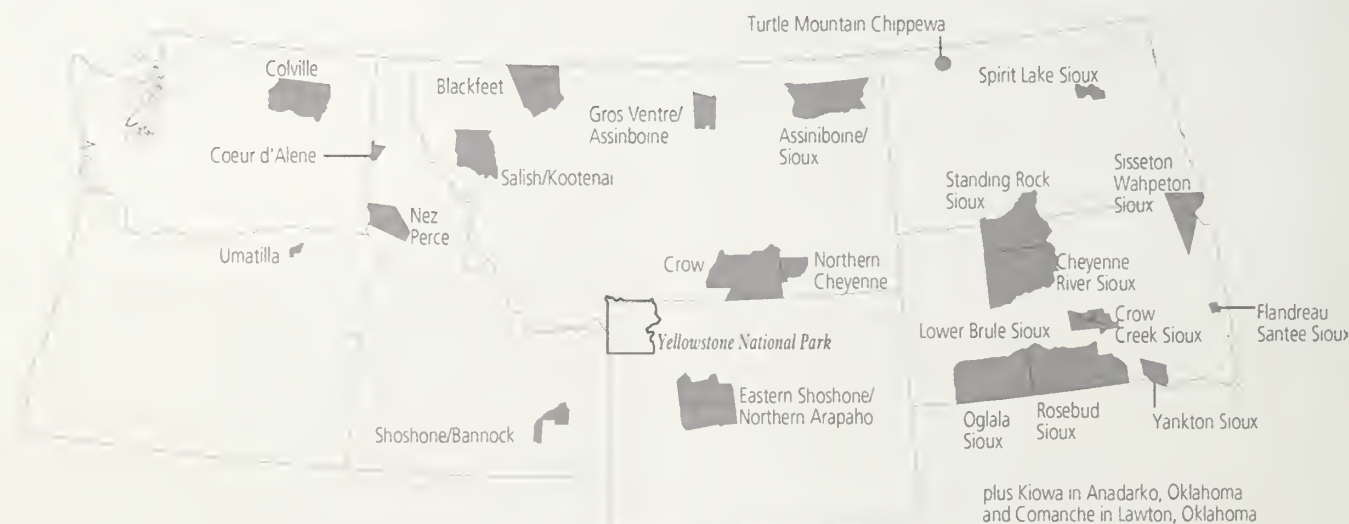 Turtle Mountain Chippewa
Colville
Blackfeet
Spirit Lake Sioux
Gros Ventre/
Assinboine
Assiniboine/
Sioux
Coeur d'Alene
Salish/Kootenai
Standing Rock
Sioux
Sisseton
Wahpeton
Sioux
Nez
Perce
Umatilla
Crow
Northern
Cheyenne
Cheyenne
River Sioux
Yellowstone National Park
Lower Brule Sioux
Crow
Creek Sioux
Flandreau
Santee Sioux
Eastern Shoshone/
Northern Arapaho
Shoshone/Bannock
Oglala
Sioux
Rosebud
Sioux
Yankton Sioux
plus Kiowa in Anadarko, Oklahoma
and Comanche in Lawton, Oklahoma